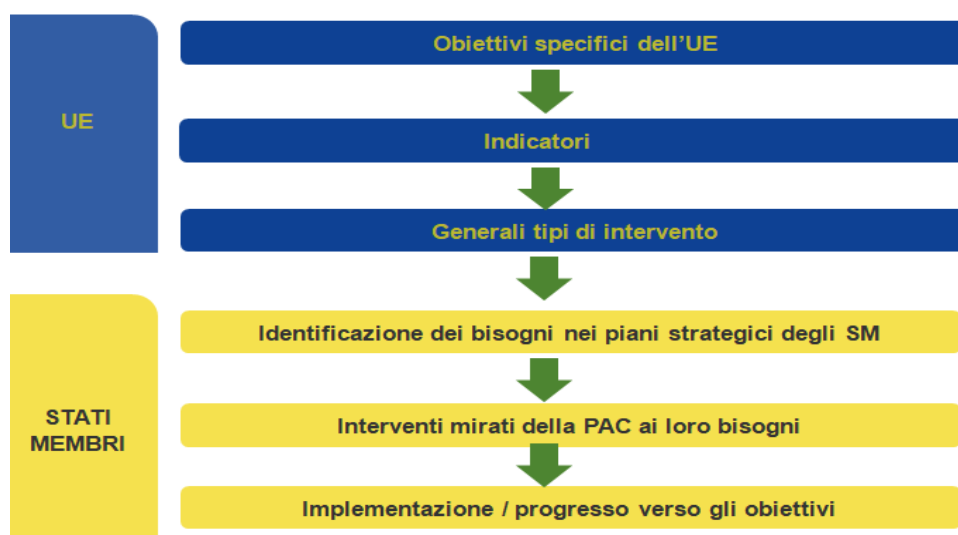 UE
Obiettivi specifici dell'UE
Indicatori
Generali tipi di intervento
STATI
MEMBRI
Identificazione dei bisogni nei piani strategici degli SM
Interventi mirati della PAC ai loro bisogni
Implementazione / progresso verso gli obiettivi